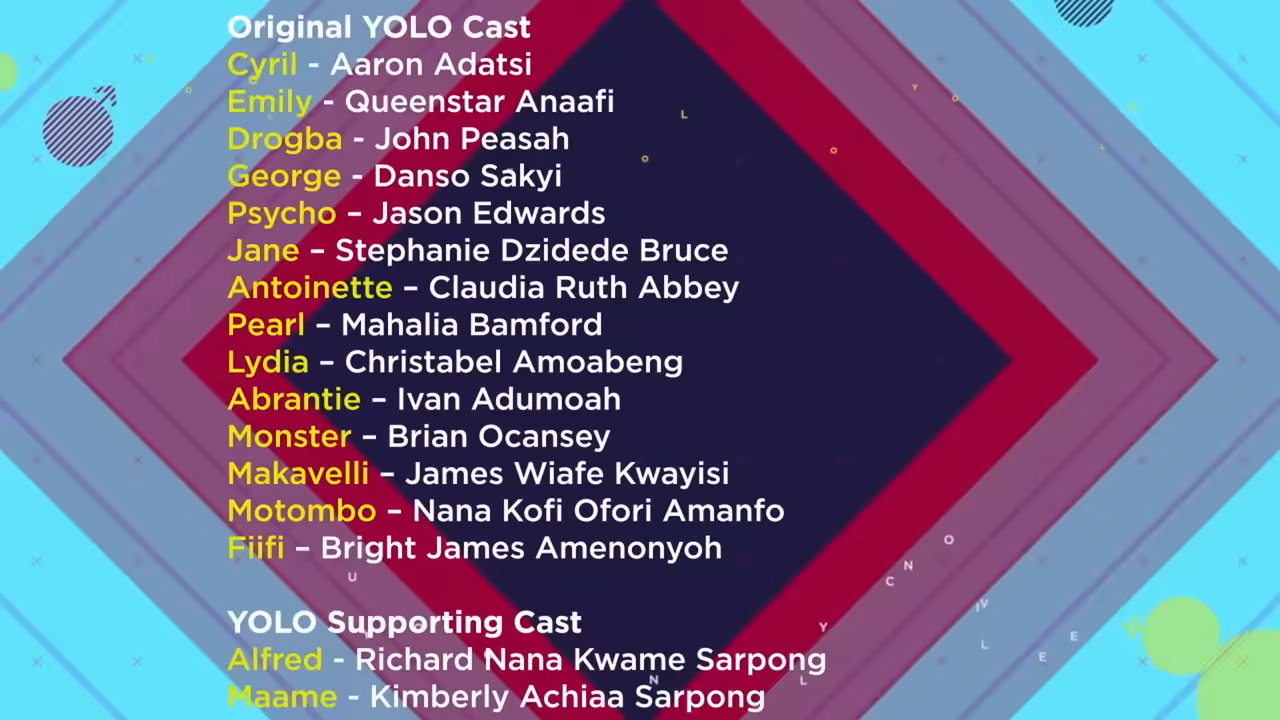 Original YOLO Cast
Cyril - Aaron Adatsi
Emily - Queenstar Anaafi
Drogba - John Peasah
George - Danso Sakyi
Psycho – Jason Edwards
Jane – Stephanie Dzidede Bruce
Antoinette – Claudia Ruth Abbey
Pearl – Mahalia Bamford
Lydia – Christabel Amoabeng
Abrantie – Ivan Adumoah
Monster – Brian Ocansey
Makavelli – James Wiafe Kwayisi
Motombo – Nana Kofi Ofori Amanfo
Fiifi – Bright James Amenonyoh
YOLO Supporting Cast
Alfred - Richard Nana Kwame Sarpong
Maame - Kimberly Achiaa Sarpong